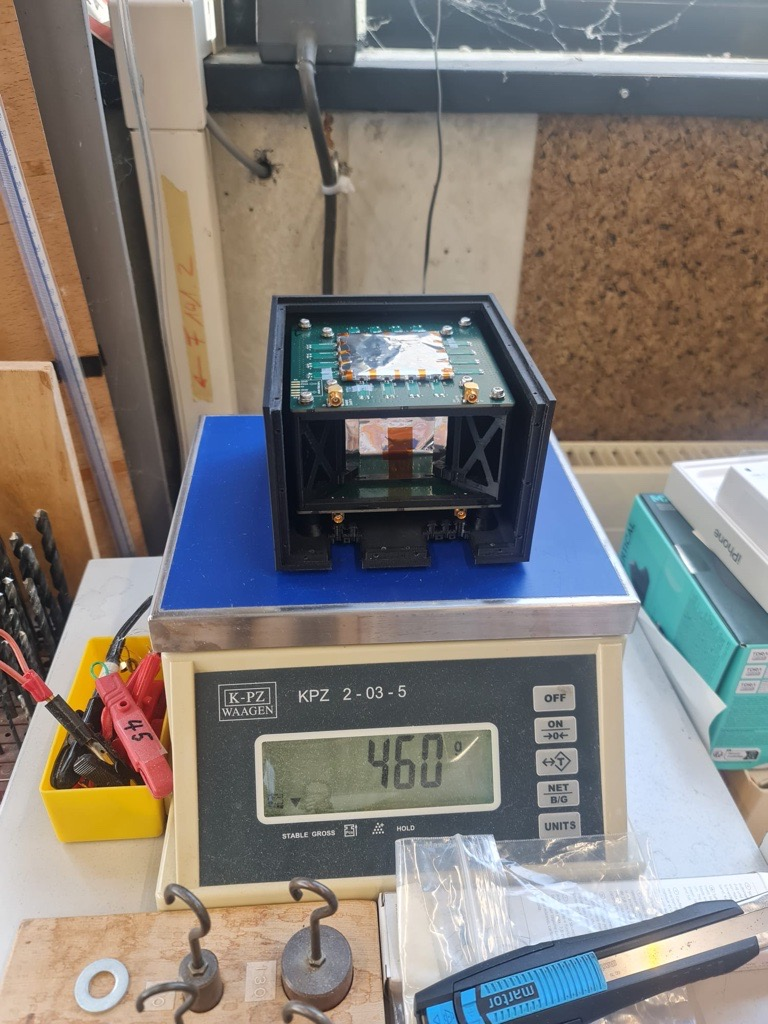 iPhone
K-PZ
WAAGEN
KPZ 2-03-5
OFF
ON
→0←
T
NET
B/G
UNITS
460 g
STABLE GROSS
HOLD
45
martor